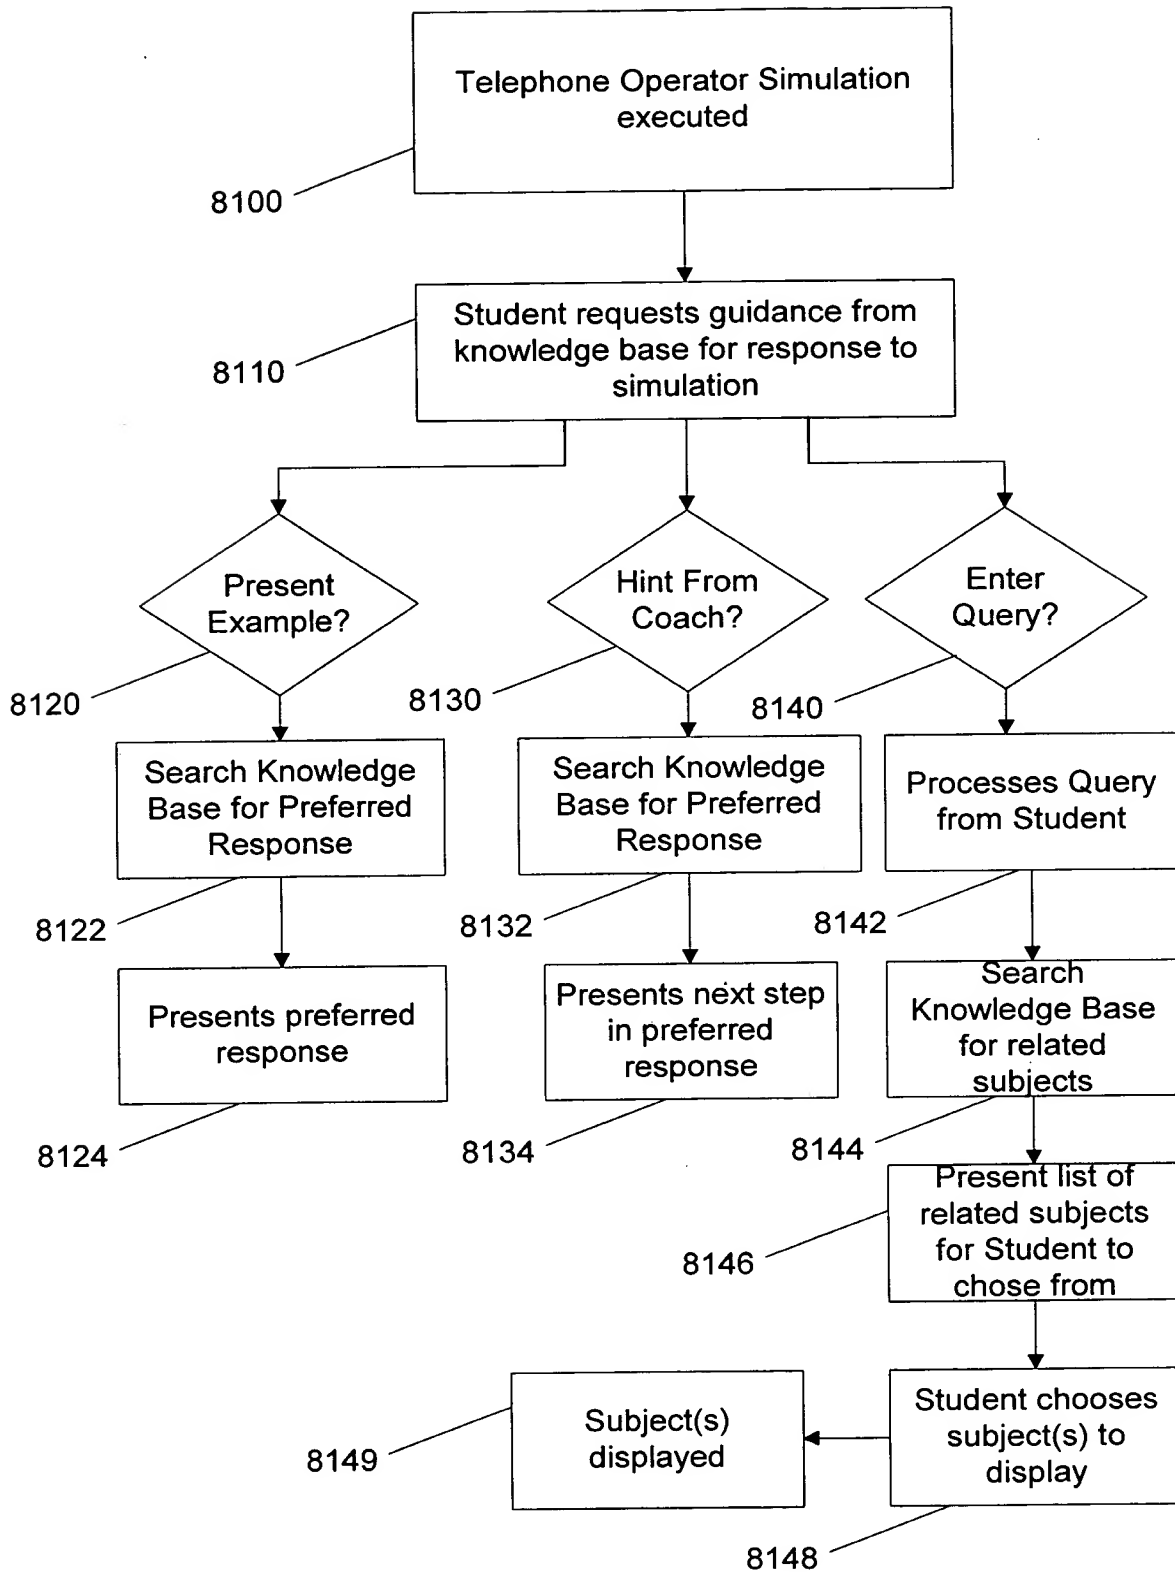 Telephone Operator Simulation
executed
8100
Student requests guidance from
knowledge base for response to
simulation
8110
Present
Example?
8120
Hint From
Coach?
8130
Enter
Query?
8140
Search Knowledge
Base for Preferred
Response
8122
Search Knowledge
Base for Preferred
Response
8132
Processes Query
from Student
8142
Presents preferred
response
8124
Presents next step
in preferred
response
8134
Search
Knowledge Base
for related
subjects
8144
Present list of
related subjects
for Student to
chose from
8146
Subject(s)
displayed
8149
Student chooses
subject(s) to
display
8148